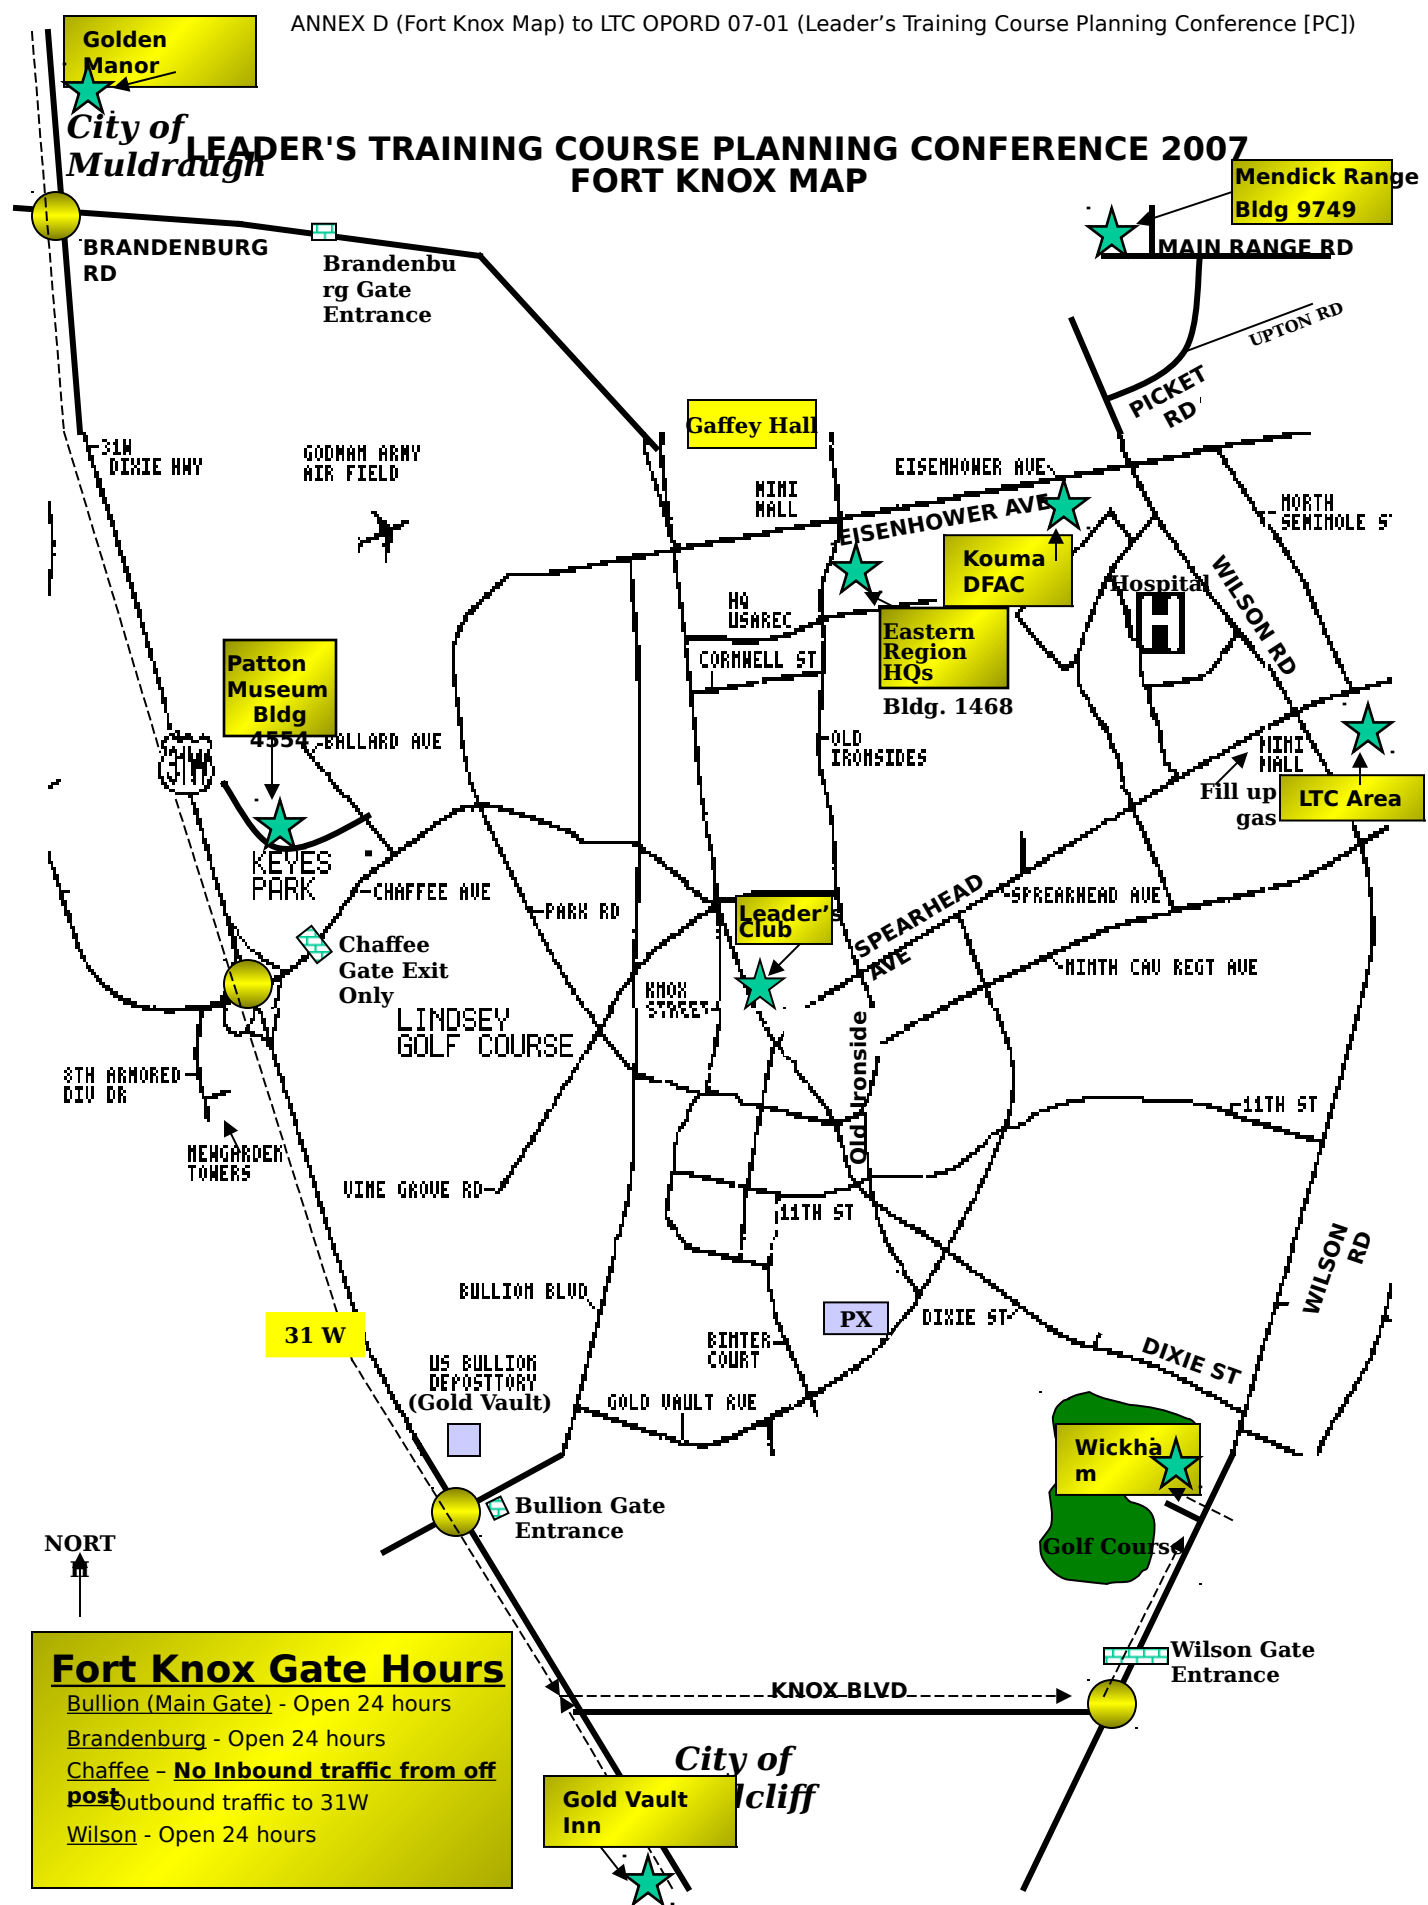 ANNEX D (Fort Knox Map) to LTC OPORD 07-01 (Leader’s Training Course Planning Conference [PC])
Golden
Manor
City of
Muldraugh
LEADER'S TRAINING COURSE PLANNING CONFERENCE 2007
FORT KNOX MAP
Mendick Range
Bldg 9749
BRANDENBURG
RD
MAIN RANGE RD
Brandenbu
rg Gate
Entrance
UPTON RD
PICKET
RD
Gaffey Hall
31W
DIXIE HWY
GODMAN ARMY
AIR FIELD
EISENHOWER AVE
MINI
MALL
EISENHOWER AVE
NORTH
SEMINOLE ST
Kouma
DFAC
Hospital
H
WILSON RD
HQ
USAREC
Eastern
Region
HQs
Bldg. 1468
CORNWELL ST
Patton
Museum
Bldg
4554
BALLARD AVE
31W
OLD
IRONSIDES
MINI
MALL
Fill up
gas
LTC Area
KEYES
PARK
CHAFFEE AVE
PARK RD
SPEARHEAD
AVE
SPREARHEAD AVE
Leader’s
Club
Chaffee
Gate Exit
Only
NINTH CAV REGT AVE
KNOX
STREET
LINDSEY
GOLF COURSE
Old Ironside
8TH ARMORED
DIV DR
11TH ST
NEWGARDEN
TOWERS
VINE GROVE RD
11TH ST
WILSON
RD
BULLION BLVD
31 W
PX
DIXIE ST
BINTER
COURT
DIXIE ST
US BULLION
DEPOSTTORY
(Gold Vault)
GOLD VAULT AVE
Wickha
m
Bullion Gate
Entrance
Golf Course
NORT
H
Fort Knox Gate Hours
Bullion (Main Gate) - Open 24 hours
Brandenburg - Open 24 hours
Chaffee – No Inbound traffic from off
post
- *Outbound traffic to 31W
Wilson - Open 24 hours
Wilson Gate
Entrance
KNOX BLVD
City of
dcliff
Gold Vault
Inn